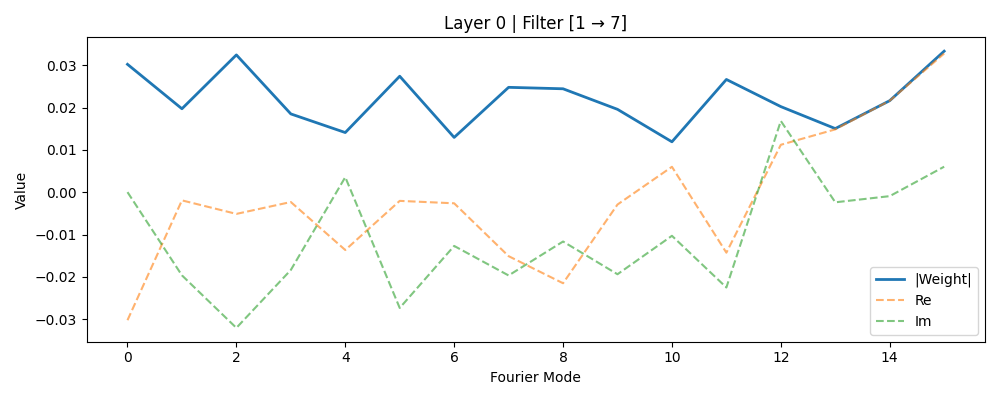 Layer 0 | Filter [1 → 7]
0.03
0.02
0.01
0.00
−0.01
−0.02
−0.03
Value
0 2 4 6 8 10 12 14
Fourier Mode
|Weight|
Re
Im